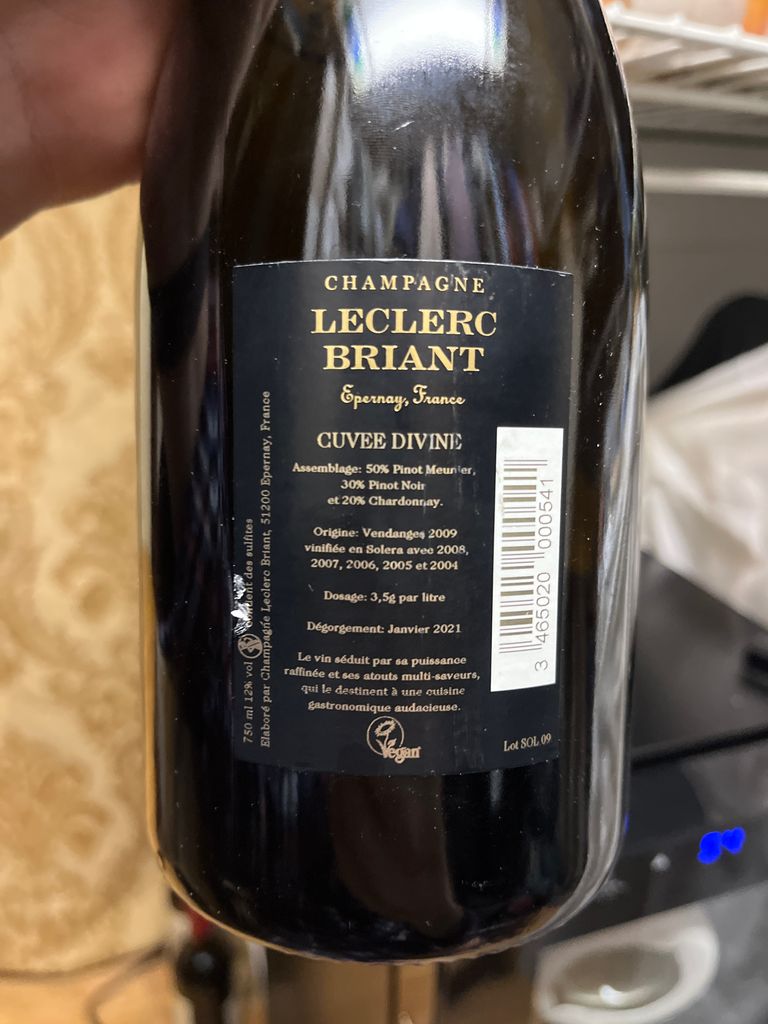 CHAMPAGNE
LECLERC
BRIANT
Epernay, France
CUVEE DIVINE
Assemblage: 50% Pinot Meunier,
30% Pinot Noir
et 20% Chardonnay.
Origine: Vendanges 2009
vinifiée en Solera avec 2008,
2007, 2006, 2005 et 2004
Dosage: 3,5g par litre
Dégorgement: Janvier 2021
Le vin séduit par sa puissance
raffinée et ses atouts multi-saveurs,
qui le destinent à une cuisine
gastronomique audacieuse.
Vegan
Lot SOL 09
3 465020 000541
750 ml 12% vol contient des sulfites
Elaboré par Champagne Leclerc Briant, 51200 Epernay, France